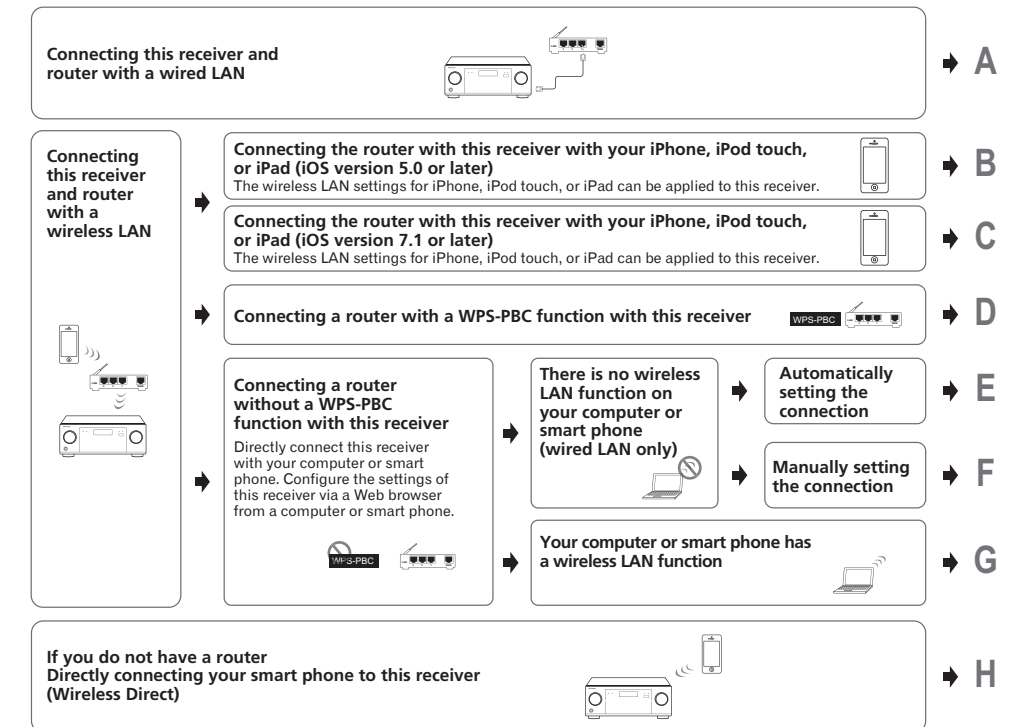 Connecting this receiver and
router with a wired LAN
A
Connecting
this receiver
and router
with a
wireless LAN
Connecting the router with this receiver with your iPhone, iPod touch,
or iPad (iOS version 5.0 or later)
The wireless LAN settings for iPhone, iPod touch, or iPad can be applied to this receiver.
B
Connecting the router with this receiver with your iPhone, iPod touch,
or iPad (iOS version 7.1 or later)
The wireless LAN settings for iPhone, iPod touch, or iPad can be applied to this receiver.
C
Connecting a router with a WPS-PBC function with this receiver
WPS-PBC
D
Connecting a router
without a WPS-PBC
function with this receiver
Directly connect this receiver
with your computer or smart
phone. Configure the settings of
this receiver via a Web browser
from a computer or smart phone.
WPS-PBC
There is no wireless
LAN function on
your computer or
smart phone
(wired LAN only)
Automatically
setting the
connection
E
Manually setting
the connection
F
Your computer or smart phone has
a wireless LAN function
G
If you do not have a router
Directly connecting your smart phone to this receiver
(Wireless Direct)
H